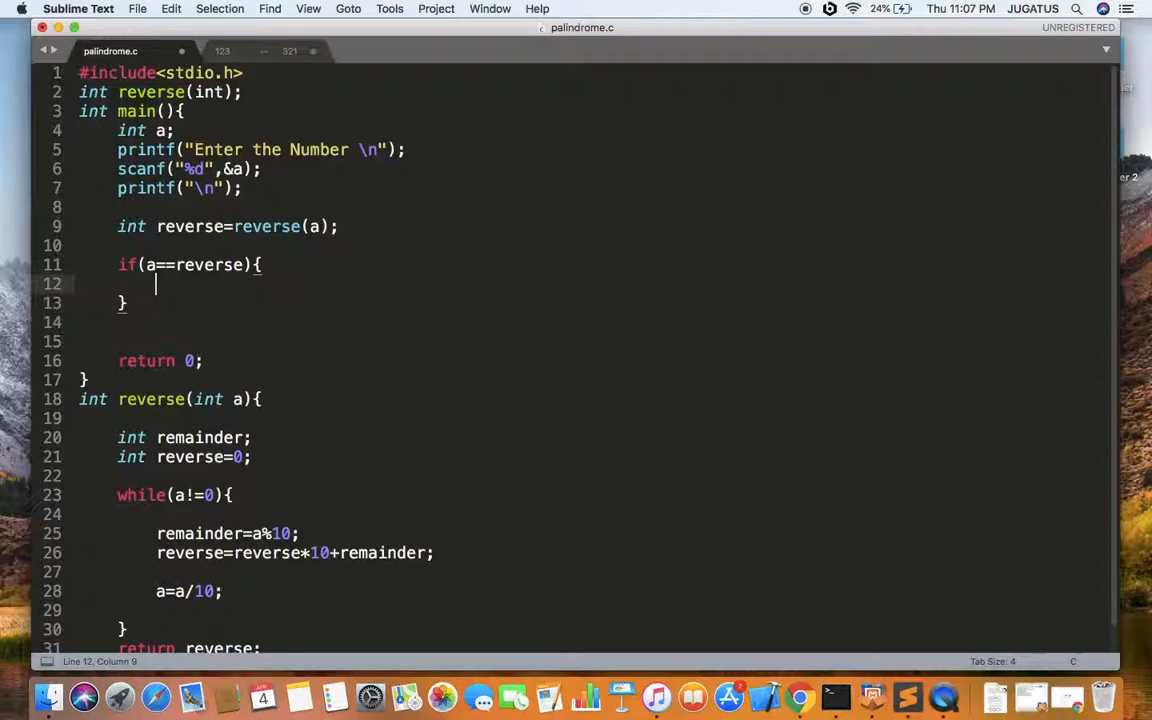 Sublime Text File Edit Selection Find View Goto Tools Project Window Help 24% Thu 11:07 PM JUGATUS
palindrome.c UNREGISTERED
palindrome.c 123 -- 321
1 #include<stdio.h>
2 int reverse(int);
3 int main(){
4 int a;
5 printf("Enter the Number \n");
6 scanf("%d",&a);
7 printf("\n");
8
9 int reverse=reverse(a);
10
11 if(a==reverse){
12
13 }
14
15
16 return 0;
17 }
18 int reverse(int a){
19
20 int remainder;
21 int reverse=0;
22
23 while(a!=0){
24
25 remainder=a%10;
26 reverse=reverse*10+remainder;
27
28 a=a/10;
29
30 }
31 return reverse;
Line 12, Column 9 Tab Size: 4 C